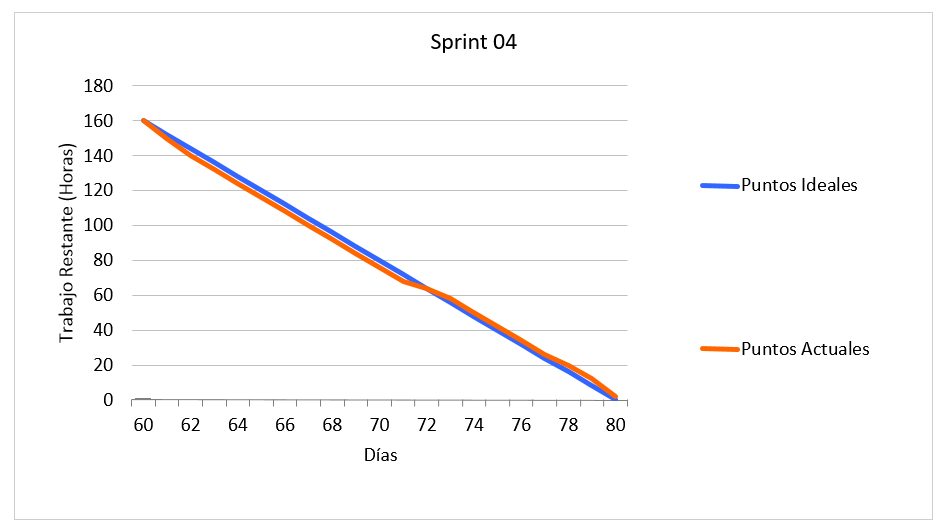 Sprint 04
180
160
140
120
100
80
60
40
20
0
Trabajo Restante (Horas)
60 62 64 66 68 70 72 74 76 78 80
Días
Puntos Ideales
Puntos Actuales